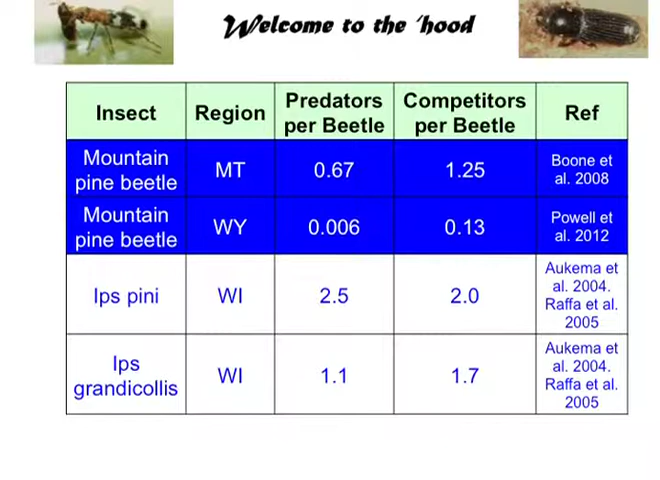 Welcome to the 'hood
Insect Region Predators per Beetle Competitors per Beetle Ref
Mountain pine beetle MT 0.67 1.25 Boone et al. 2008
Mountain pine beetle WY 0.006 0.13 Powell et al. 2012
Ips pini WI 2.5 2.0 Aukema et al. 2004. Raffa et al. 2005
Ips grandicollis WI 1.1 1.7 Aukema et al. 2004. Raffa et al. 2005